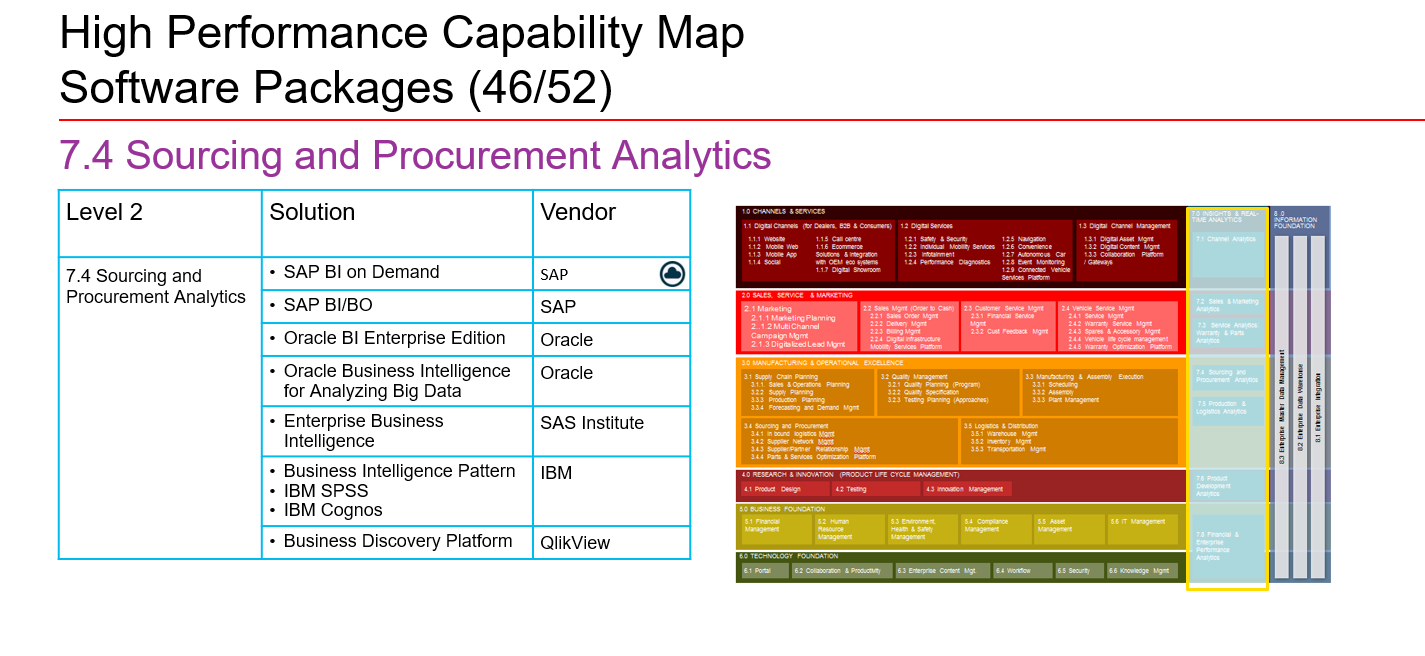 High Performance Capability Map
Software Packages (46/52)
7.4 Sourcing and Procurement Analytics
Level 2
Solution
Vendor
7.4 Sourcing and
Procurement Analytics
• SAP BI on Demand
SAP
• SAP BI/BO
SAP
• Oracle BI Enterprise Edition
Oracle
• Oracle Business Intelligence
for Analyzing Big Data
Oracle
• Enterprise Business
Intelligence
SAS Institute
• Business Intelligence Pattern
• IBM SPSS
• IBM Cognos
IBM
• Business Discovery Platform
QlikView
1.0 CHANNELS & SERVICES
1.1 Digital Channels (for Dealers, B2B & Consumers)
1.1.1 Website
1.1.2 Mobile Web
1.1.3 Mobile App
1.1.4 Social
1.1.5 Call centre
1.1.6 Ecommerce
Solutions & integration
with OEM eco systems
1.1.7 Digital Showroom
1.2 Digital Services
1.2.1 Safety & Security
1.2.2 Individual Mobility Services
1.2.3 Infotainment
1.2.4 Performance Diagnostics
1.2.5 Navigation
1.2.6 Convenience
1.2.7 Autonomous Car
1.2.8 Event Monitoring
1.2.9 Connected Vehicle
Services Platform
1.3 Digital Channel Management
1.3.1 Digital Asset Mgmt
1.3.2 Digital Content Mgmt
1.3.3 Collaboration Platform
/ Gateways
2.0 SALES, SERVICE & MARKETING
2.1 Marketing
2.1.1 Marketing Planning
2..1.2 Multi Channel
Campaign Mgmt
2.1.3 Digitalized Lead Mgmt
2.2 Sales Mgmt (Order to Cash)
2.2.1 Sales Order Mgmt
2.2.2 Delivery Mgmt
2.2.3 Billing Mgmt
2.2.4 Digital infrastructure
Mobility Services Platform
2.3 Customer Service Mgmt
2.3.1 Financial Service
Mgmt
2.3.2 Cust Feedback Mgmt
2.4 Vehicle Service Mgmt
2.4.1 Service Mgmt
2.4.2 Warranty Service Mgmt
2.4.3 Spares & Accessory Mgmt
2.4.4 Vehicle life cycle management
2.4.5 Warranty Optimization Platform
3.0 MANUFACTURING & OPERATIONAL EXCELLENCE
3.1 Supply Chain Planning
3.1.1. Sales & Operations Planning
3.2.2 Supply Planning
3.3.3 Production Planning
3.3.4 Forecasting and Demand Mgmt
3.2 Quality Management
3.2.1 Quality Planning (Program)
3.2.2 Quality Specification
3.2.3 Testing Planning (Approaches)
3.3 Manufacturing & Assembly Execution
3.3.1 Scheduling
3.3.2 Assembly
3.3.3 Plant Management
3.4 Sourcing and Procurement
3.4.1 In bound logistics Mgmt
3.4.2 Supplier Network Mgmt
3.4.3 Supplier/Partner Relationship Mgmt
3.4.4 Parts & Services Optimization Platform
3.5 Logistics & Distribution
3.5.1 Warehouse Mgmt
3.5.2 Inventory Mgmt
3.5.3 Transportation Mgmt
4.0 RESEARCH & INNOVATION (PRODUCT LIFE CYCLE MANAGEMENT)
4.1 Product Design
4.2 Testing
4.3 Innovation Management
5.0 BUSINESS FOUNDATION
5.1 Financial
Management
5.2 Human
Resource
Management
5.3 Environment,
Health & Safety
Management
5.4 Compliance
Management
5.5 Asset
Management
5.6 IT Management
6.0 TECHNOLOGY FOUNDATION
6.1 Portal
6.2 Collaboration & Productivity
6.3 Enterprise Content Mgt.
6.4 Workflow
6.5 Security
6.6 Knowledge Mgmt
7.0 INSIGHTS & REAL-
TIME ANALYTICS
7.1 Channel Analytics
7.2 Sales & Marketing
Analytics
7.3 Service Analytics:
Warranty & Parts
Analytics
7.4 Sourcing and
Procurement Analytics
7.5 Production &
Logistics Analytics
7.6 Product
Development
Analytics
7.8 Financial &
Enterprise
Performance
Analytics
8 .0
INFORMATION
FOUNDATION
8.3 Enterprise Master Data Management
8.2 Enterprise Data Warehouse
8.1 Enterprise Integration